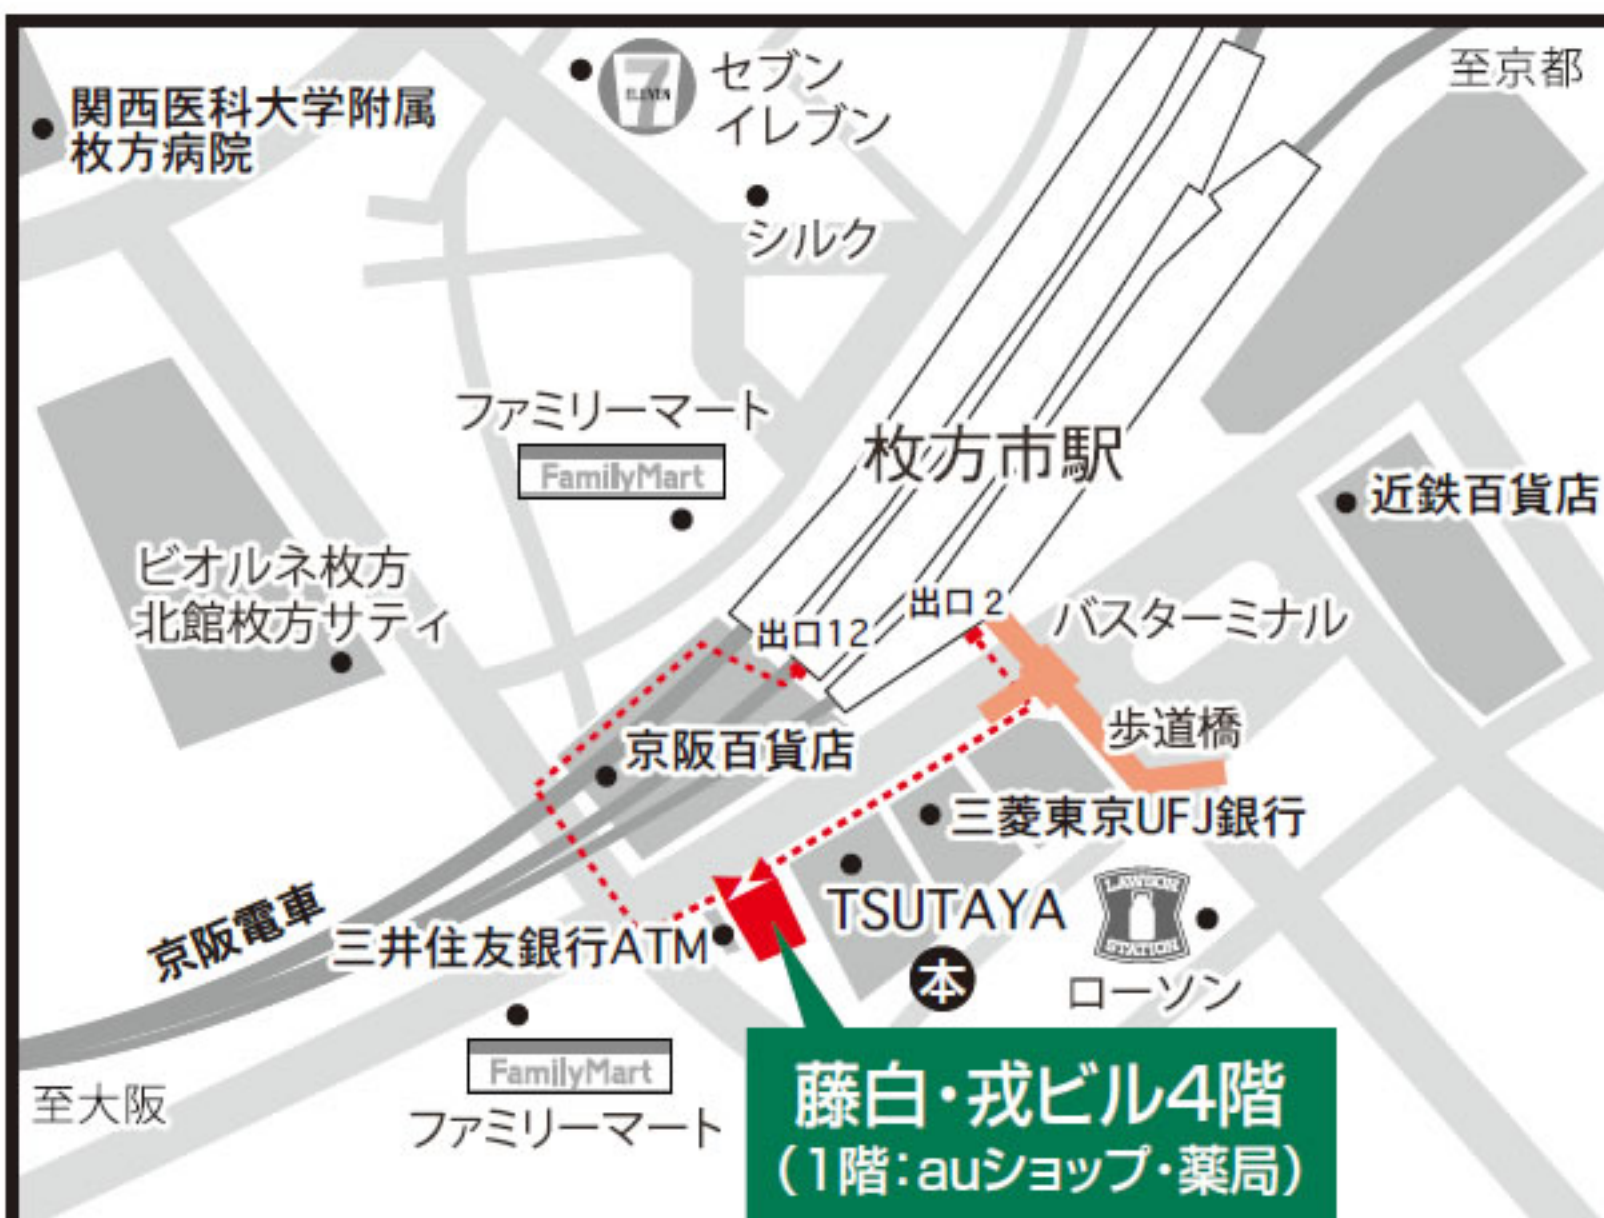 至京都
7
ELEVEN
セブン
イレブン
関西医科大学附属
枚方病院
シルク
ファミリーマート
FamilyMart
枚方市駅
近鉄百貨店
ビオルネ枚方
北館枚方サティ
出口12
出口2
バスターミナル
歩道橋
京阪百貨店
三菱東京UFJ銀行
TSUTAYA
本
LAWSON
STATION
ローソン
京阪電車
三井住友銀行ATM
FamilyMart
ファミリーマート
至大阪
藤白・戎ビル4階
(1階:auショップ・薬局)